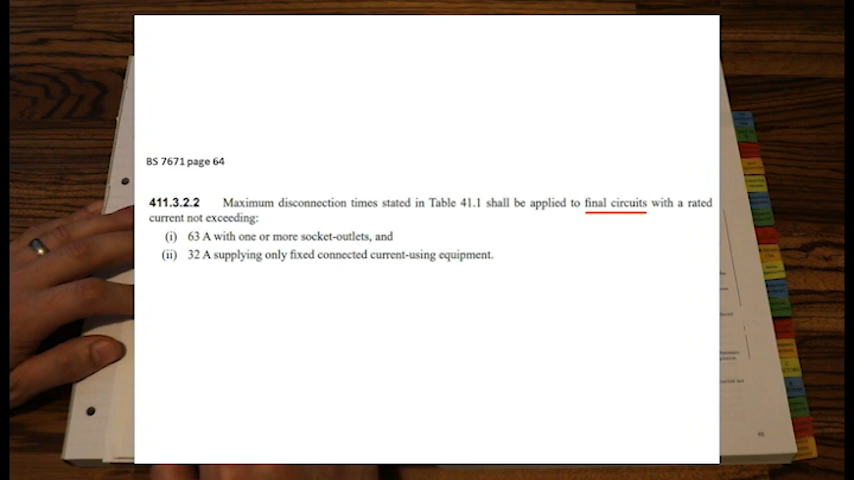 BS 7671 page 64
411.3.2.2 Maximum disconnection times stated in Table 41.1 shall be applied to final circuits with a rated
current not exceeding:
(i) 63 A with one or more socket-outlets, and
(ii) 32 A supplying only fixed connected current-using equipment.